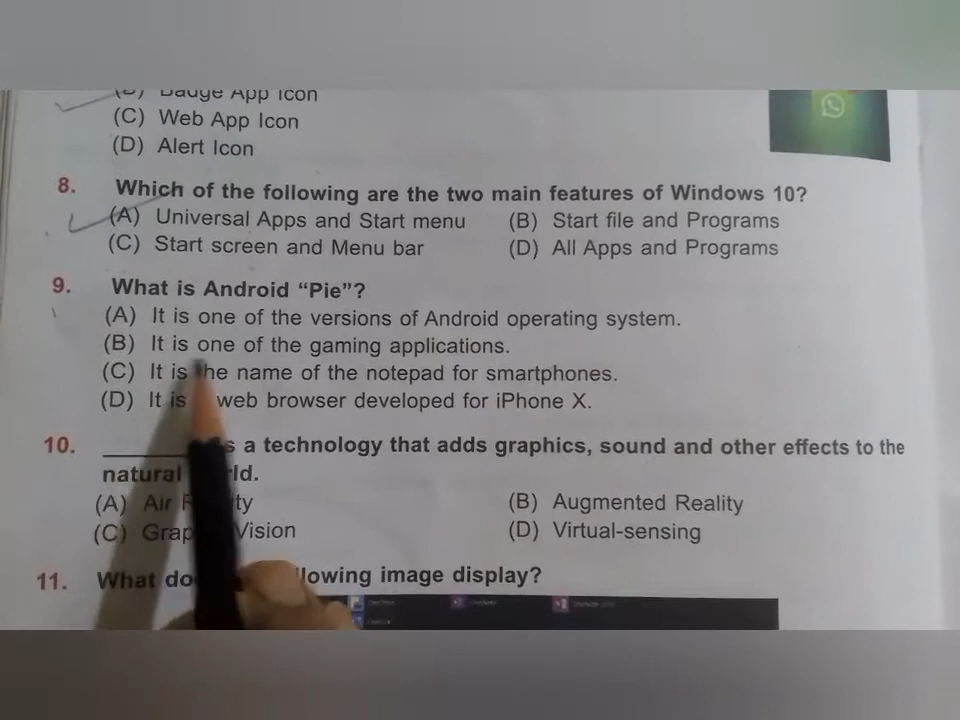 (B) Badge App Icon
(C) Web App Icon
(D) Alert Icon
8. Which of the following are the two main features of Windows 10?
(A) Universal Apps and Start menu (B) Start file and Programs
(C) Start screen and Menu bar (D) All Apps and Programs
9. What is Android “Pie”?
(A) It is one of the versions of Android operating system.
(B) It is one of the gaming applications.
(C) It is the name of the notepad for smartphones.
(D) It is web browser developed for iPhone X.
10. is a technology that adds graphics, sound and other effects to the
natural
(A) Air (B) Augmented Reality
(C) Vision (D) Virtual-sensing
11. What image display?